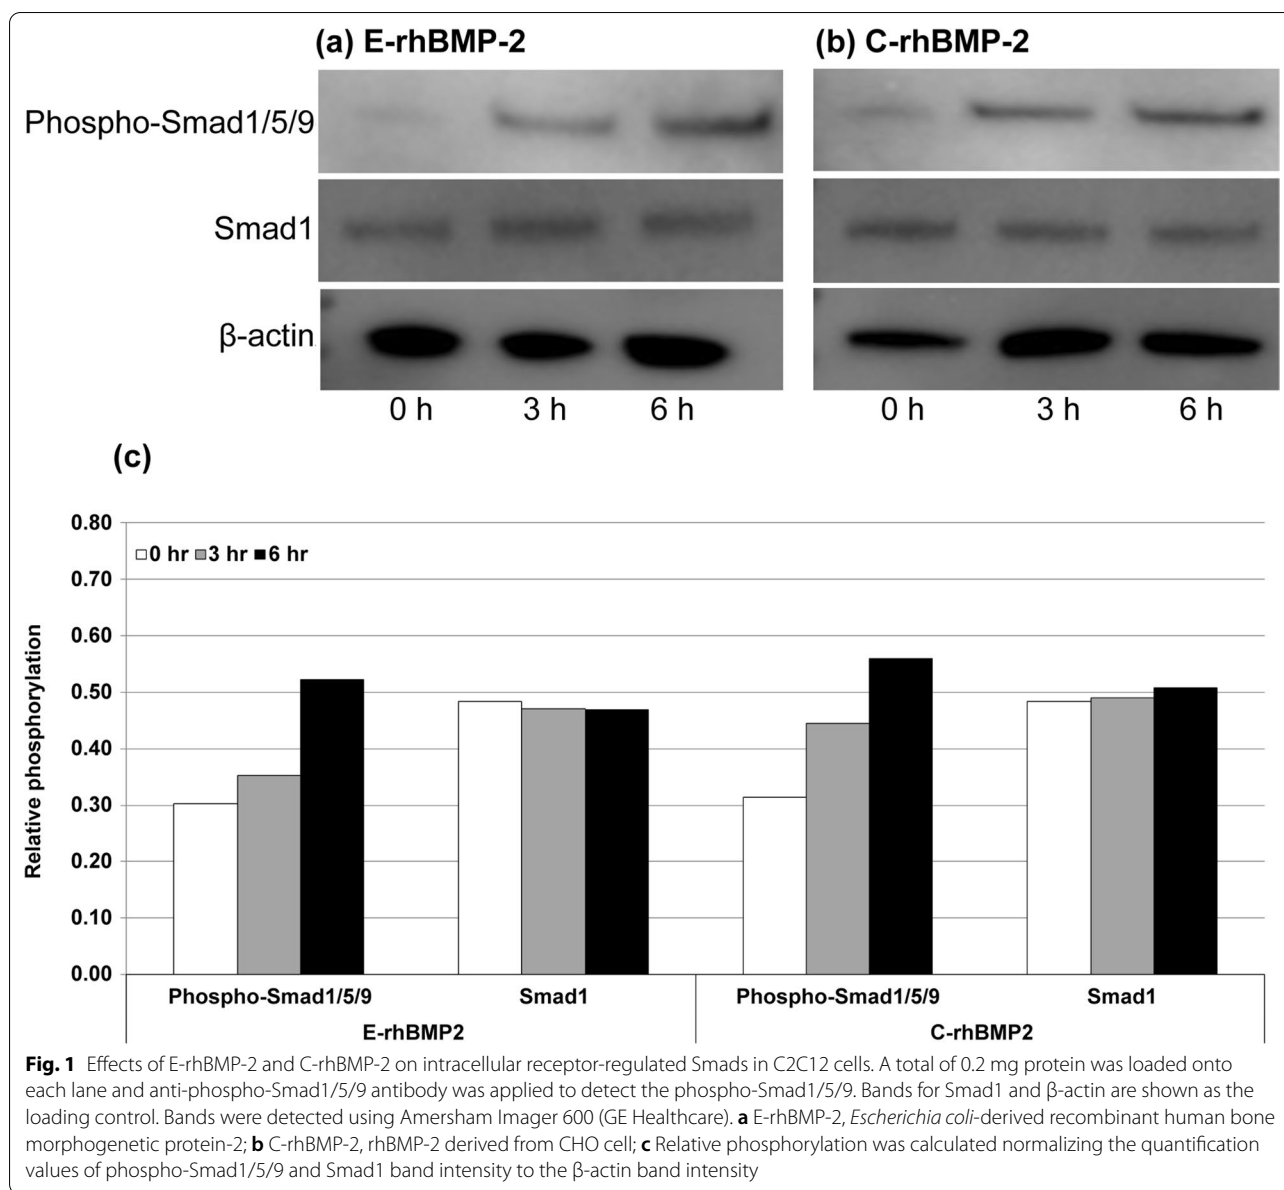 (a) E-rhBMP-2
(b) C-rhBMP-2
Phospho-Smad1/5/9
Smad1
β-actin
0 h 3 h 6 h
0 h 3 h 6 h
(c)
0 hr 3 hr 6 hr
Relative phosphorylation
0.80
0.70
0.60
0.50
0.40
0.30
0.20
0.10
0.00
Phospho-Smad1/5/9 Smad1 Phospho-Smad1/5/9 Smad1
E-rhBMP2 C-rhBMP2
Fig. 1 Effects of E-rhBMP-2 and C-rhBMP-2 on intracellular receptor-regulated Smads in C2C12 cells. A total of 0.2 mg protein was loaded onto
each lane and anti-phospho-Smad1/5/9 antibody was applied to detect the phospho-Smad1/5/9. Bands for Smad1 and β-actin are shown as the
loading control. Bands were detected using Amersham Imager 600 (GE Healthcare). a E-rhBMP-2, Escherichia coli-derived recombinant human bone
morphogenetic protein-2; b C-rhBMP-2, rhBMP-2 derived from CHO cell; c Relative phosphorylation was calculated normalizing the quantification
values of phospho-Smad1/5/9 and Smad1 band intensity to the β-actin band intensity